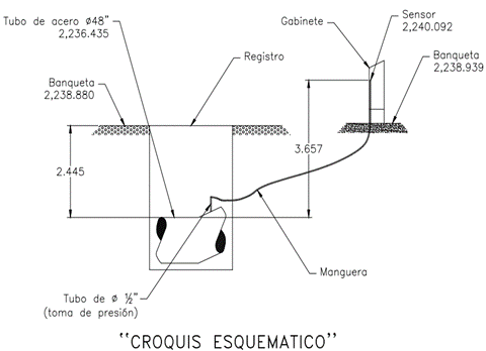 Tubo de acero ø48"
2,236.435
Gabinete
Sensor
2,240.092
Banqueta
2,238.880
Registro
Banqueta
2,238.939
2.445
3.657
Manguera
Tubo de ø ½"
(toma de presión)
"CROQUIS ESQUEMATICO"